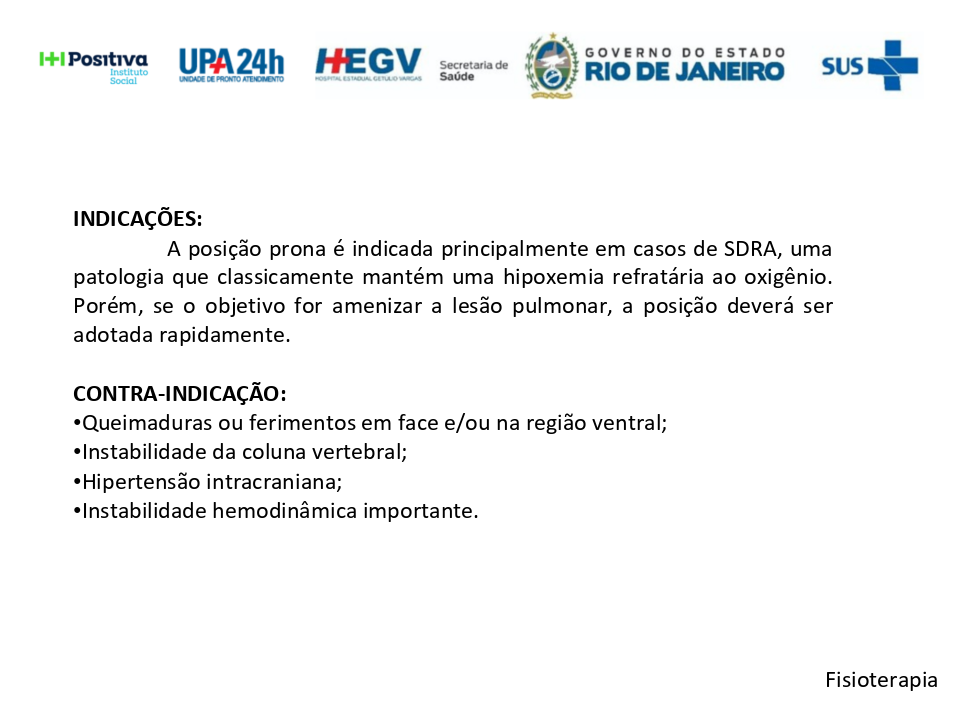 Positiva
Instituto
Social
UPA 24h
UNIDADE DE PRONTO ATENDIMENTO
HEGV
HOSPITAL ESTADUAL GETÚLIO VARGAS
Secretaria de
Saúde
GOVERNO DO ESTADO
RIO DE JANEIRO
SUS
INDICAÇÕES:
A posição prona é indicada principalmente em casos de SDRA, uma
patologia que classicamente mantém uma hipoxemia refratária ao oxigênio.
Porém, se o objetivo for amenizar a lesão pulmonar, a posição deverá ser
adotada rapidamente.
CONTRA-INDICAÇÃO:
•Queimaduras ou ferimentos em face e/ou na região ventral;
•Instabilidade da coluna vertebral;
•Hipertensão intracraniana;
•Instabilidade hemodinâmica importante.
Fisioterapia